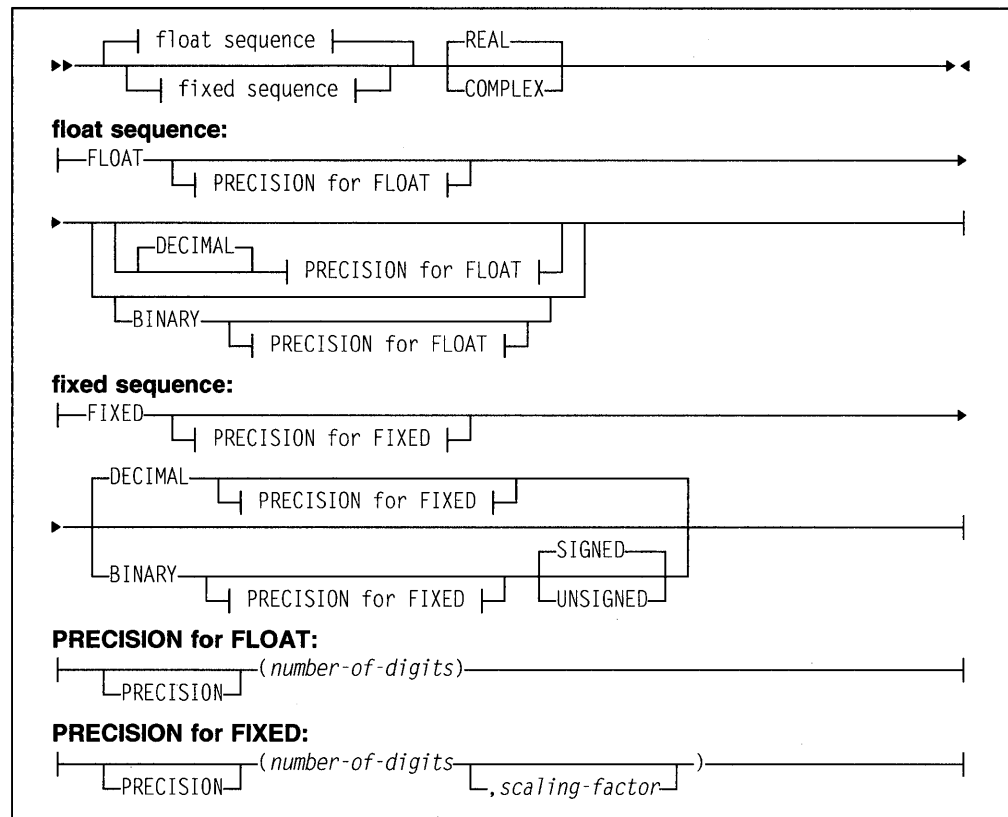 float sequence REAL
fixed sequence COMPLEX
float sequence:
FLOAT
PRECISION for FLOAT
DECIMAL
PRECISION for FLOAT
BINARY
PRECISION for FLOAT
fixed sequence:
FIXED
PRECISION for FIXED
DECIMAL
PRECISION for FIXED
SIGNED
BINARY
PRECISION for FIXED UNSIGNED
PRECISION for FLOAT:
(number-of-digits)
PRECISION
PRECISION for FIXED:
(number-of-digits )
PRECISION ,scaling-factor